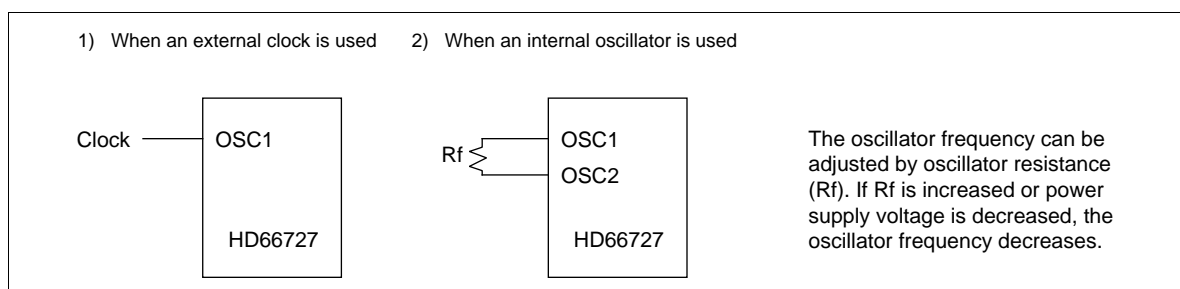 1) When an external clock is used
2) When an internal oscillator is used
Clock
OSC1
HD66727
Rf
OSC1
OSC2
HD66727
The oscillator frequency can be
adjusted by oscillator resistance
(Rf). If Rf is increased or power
supply voltage is decreased, the
oscillator frequency decreases.